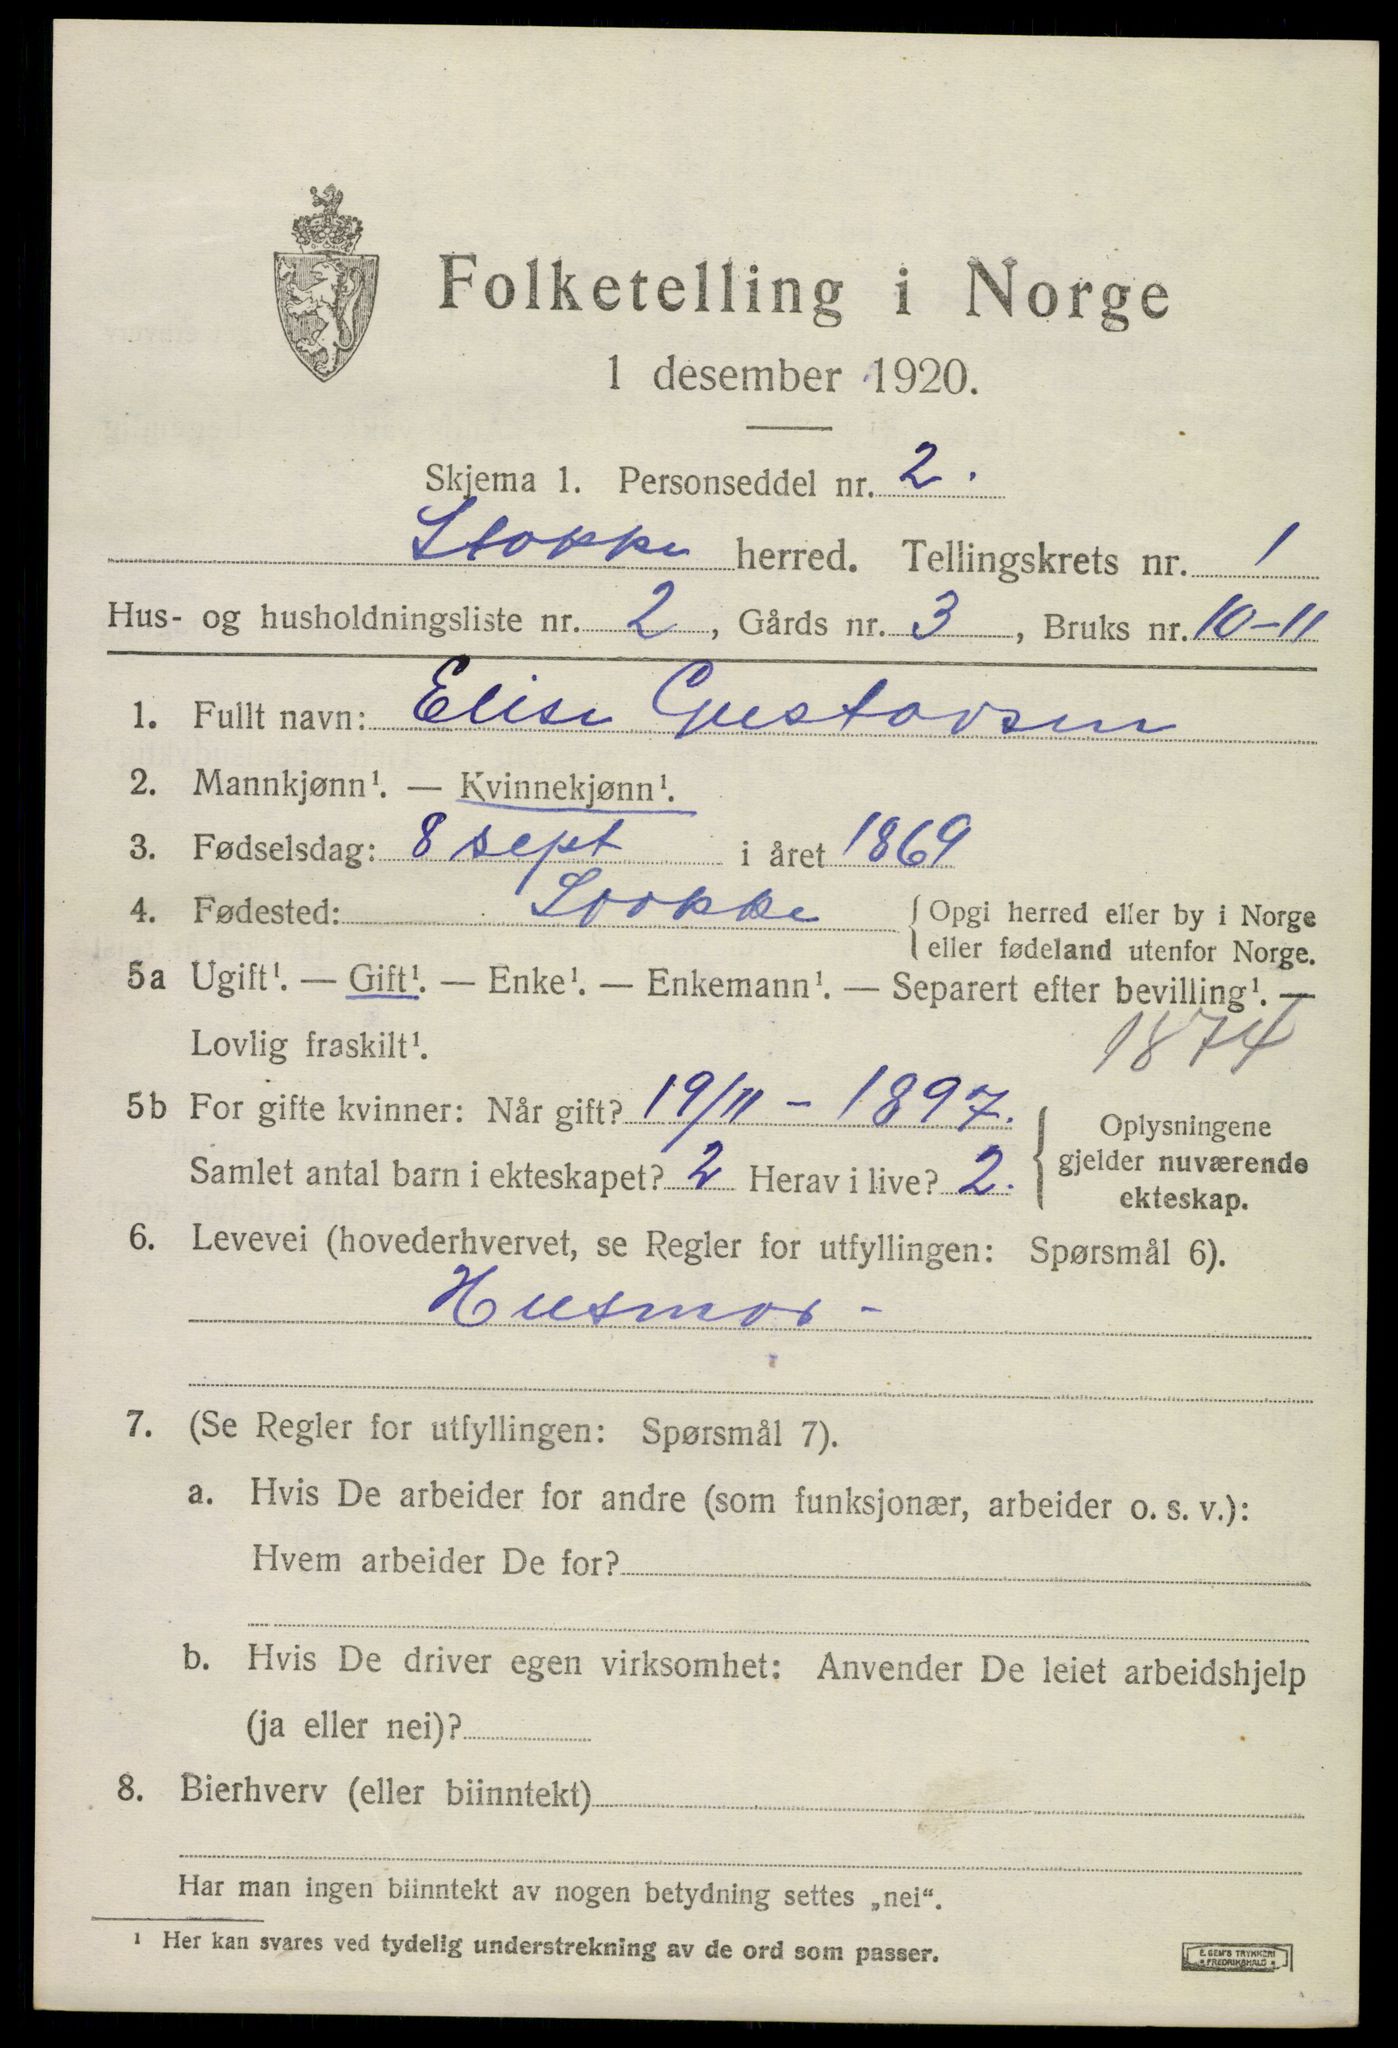 Folketelling i Norge
1 desember 1920.
Skjema 1. Personseddel nr. 2.
Stokke herred. Tellingskrets nr. 1
Hus- og husholdningsliste nr. 2, Gårds nr. 3, Bruks nr. 10-11
1. Fullt navn: Elise Gustavsen
2. Mannkjønn¹. — Kvinnekjønn¹.
3. Fødselsdag: 8 sept i året 1869
4. Fødested: Stokke { Opgi herred eller by i Norge
eller fødeland utenfor Norge.
5a Ugift¹. — Gift¹. — Enke¹. — Enkemann¹. — Separert efter bevilling¹. —
Lovlig fraskilt¹. 1874
5b For gifte kvinner: Når gift? 19/11 - 1897. { Oplysningene
Samlet antal barn i ekteskapet? 2 Herav i live? 2. gjelder nuværende
ekteskap.
6. Levevei (hovederhvervet, se Regler for utfyllingen: Spørsmål 6).
Husmor -
7. (Se Regler for utfyllingen: Spørsmål 7).
a. Hvis De arbeider for andre (som funksjonær, arbeider o. s. v.):
Hvem arbeider De for?
b. Hvis De driver egen virksomhet: Anvender De leiet arbeidshjelp
(ja eller nei)?
8. Bierhverv (eller biinntekt)
Har man ingen biinntekt av nogen betydning settes „nei“.
¹ Her kan svares ved tydelig understrekning av de ord som passer.
E. GEM'S TRYKKERI
FREDRIKSHALD